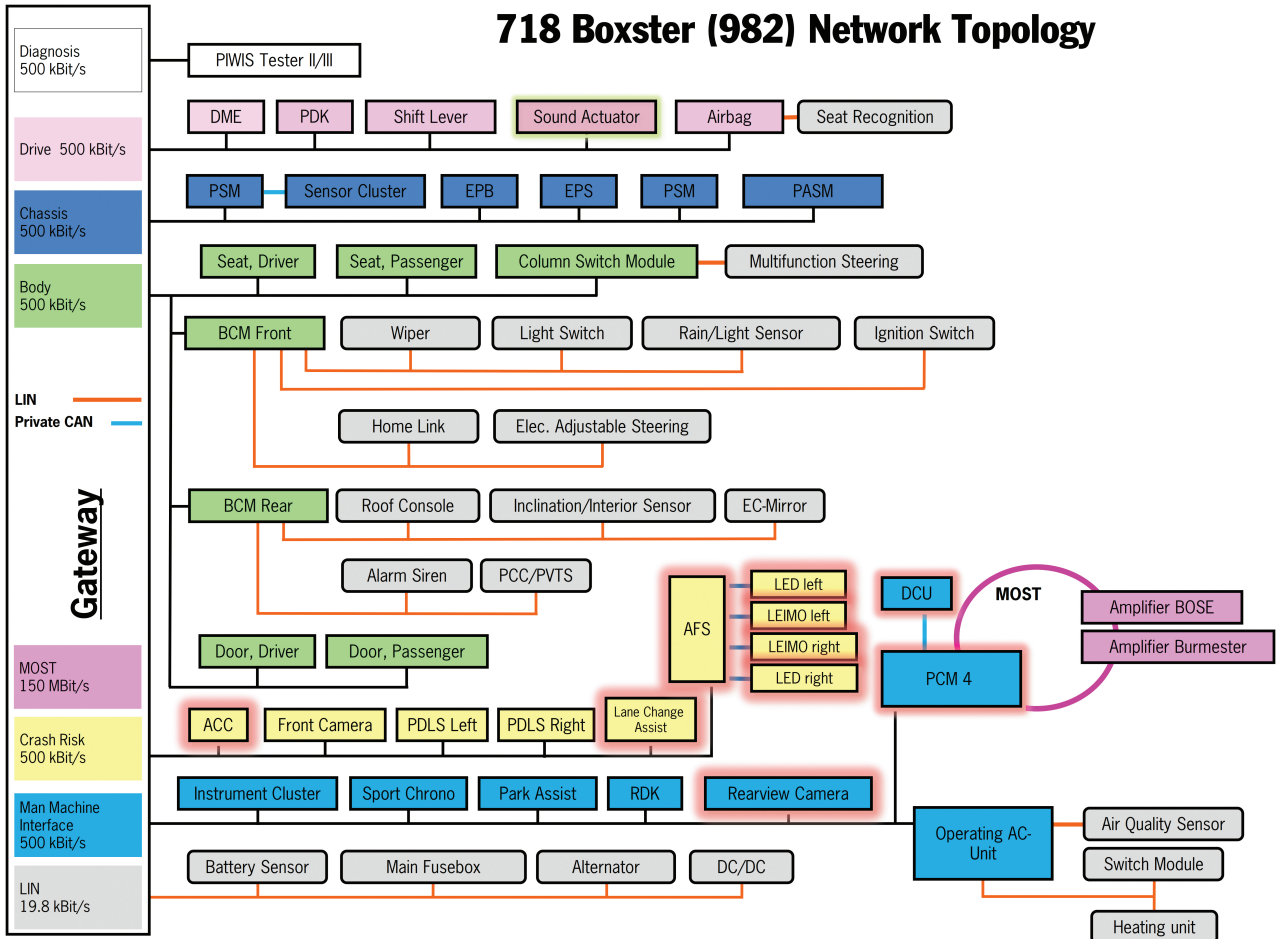 718 Boxster (982) Network Topology
Diagnosis
500 kBit/s
PIWIS Tester II/III
Drive 500 kBit/s
DME
PDK
Shift Lever
Sound Actuator
Airbag
Seat Recognition
Chassis
500 kBit/s
PSM
Sensor Cluster
EPB
EPS
PSM
PASM
Body
500 kBit/s
Seat, Driver
Seat, Passenger
Column Switch Module
Multifunction Steering
BCM Front
Wiper
Light Switch
Rain/Light Sensor
Ignition Switch
LIN
Private CAN
Home Link
Elec. Adjustable Steering
Gateway
BCM Rear
Roof Console
Inclination/Interior Sensor
EC-Mirror
Alarm Siren
PCC/PVTS
AFS
LED left
LEIMO left
LEIMO right
LED right
DCU
MOST
Amplifier BOSE
Amplifier Burmester
PCM 4
Door, Driver
Door, Passenger
MOST
150 MBit/s
Crash Risk
500 kBit/s
ACC
Front Camera
PDLS Left
PDLS Right
Lane Change
Assist
Man Machine
Interface
500 kBit/s
Instrument Cluster
Sport Chrono
Park Assist
RDK
Rearview Camera
Operating AC-
Unit
Air Quality Sensor
Switch Module
Heating unit
LIN
19.8 kBit/s
Battery Sensor
Main Fusebox
Alternator
DC/DC